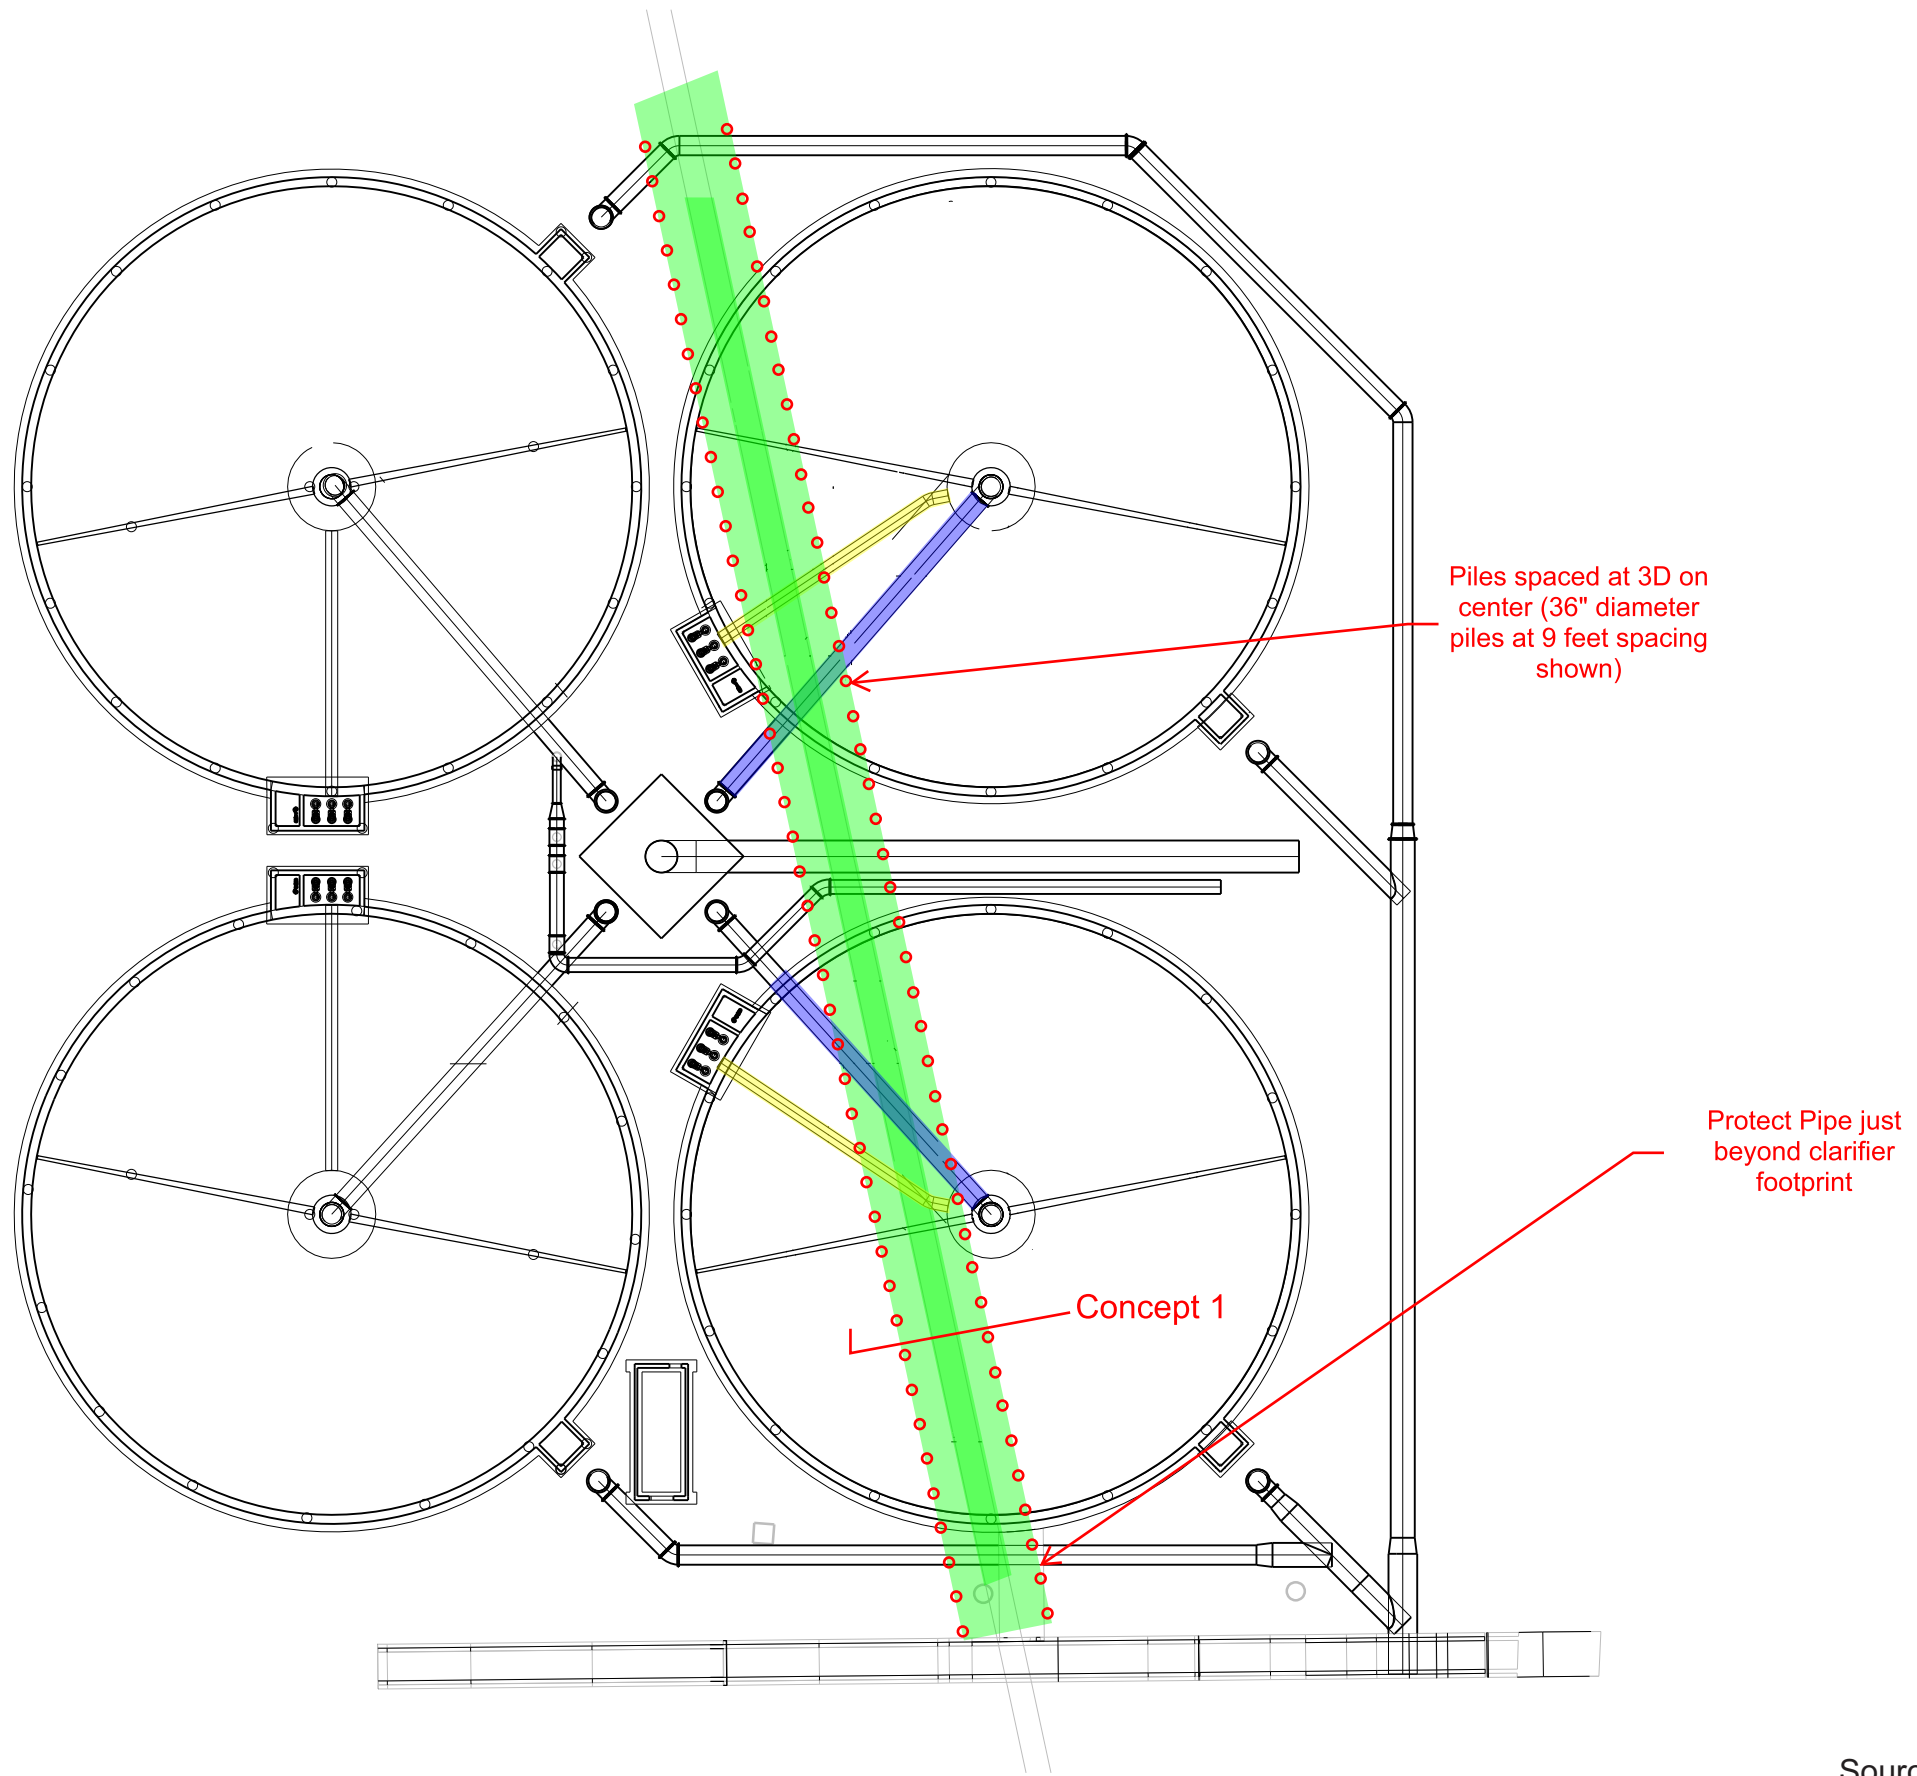 Piles spaced at 3D on
center (36" diameter
piles at 9 feet spacing
shown)
Protect Pipe just
beyond clarifier
footprint
Concept 1